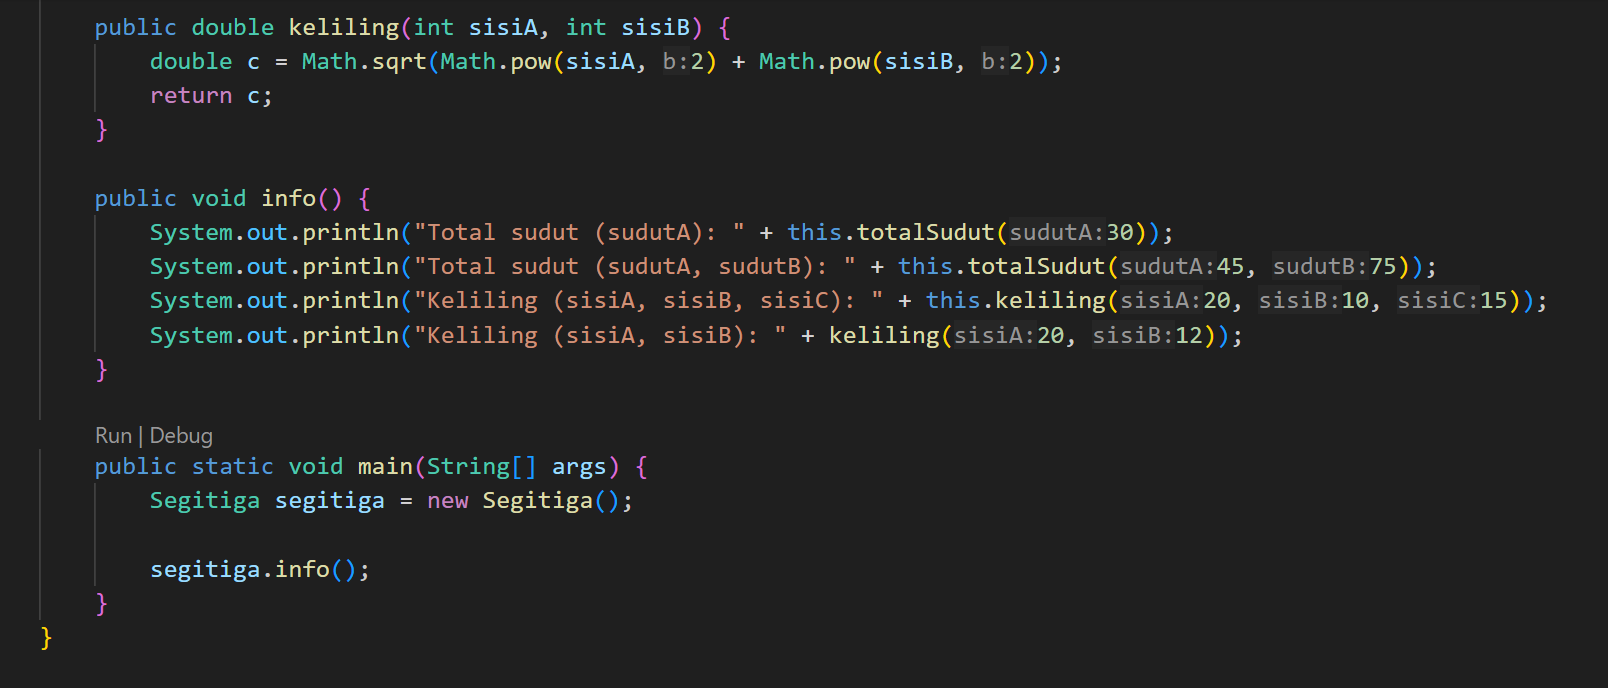 public double keliling(int sisiA, int sisiB) {
double c = Math.sqrt(Math.pow(sisiA, b:2) + Math.pow(sisiB, b:2));
return c;
}
public void info() {
System.out.println("Total sudut (sudutA): " + this.totalSudut(sudutA:30));
System.out.println("Total sudut (sudutA, sudutB): " + this.totalSudut(sudutA:45, sudutB:75));
System.out.println("Keliling (sisiA, sisiB, sisiC): " + this.keliling(sisiA:20, sisiB:10, sisiC:15));
System.out.println("Keliling (sisiA, sisiB): " + keliling(sisiA:20, sisiB:12));
}
Run | Debug
public static void main(String[] args) {
Segitiga segitiga = new Segitiga();
segitiga.info();
}
}